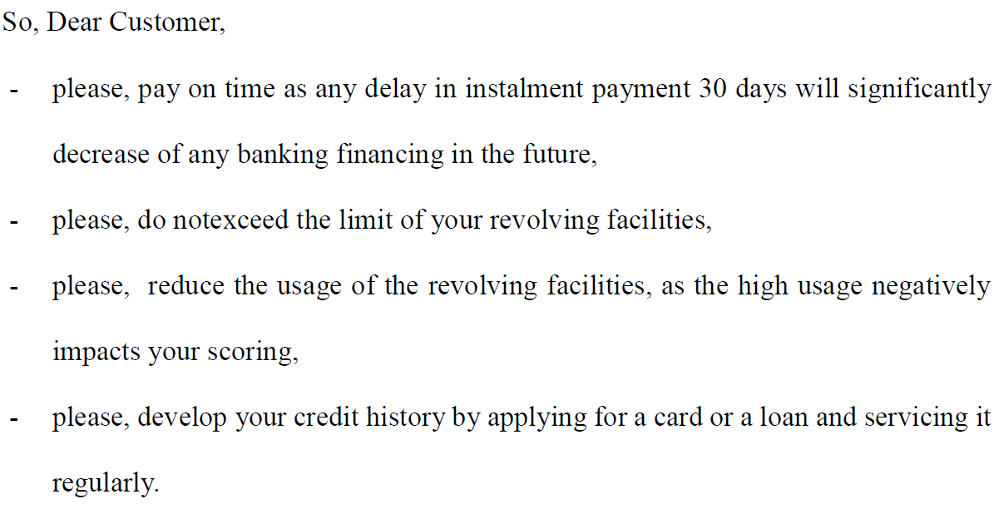 So, Dear Customer,
- please, pay on time as any delay in instalment payment 30 days will significantly
decrease of any banking financing in the future,
- please, do notexceed the limit of your revolving facilities,
- please,  reduce the usage of the revolving facilities, as the high usage negatively
impacts your scoring,
- please, develop your credit history by applying for a card or a loan and servicing it
regularly.